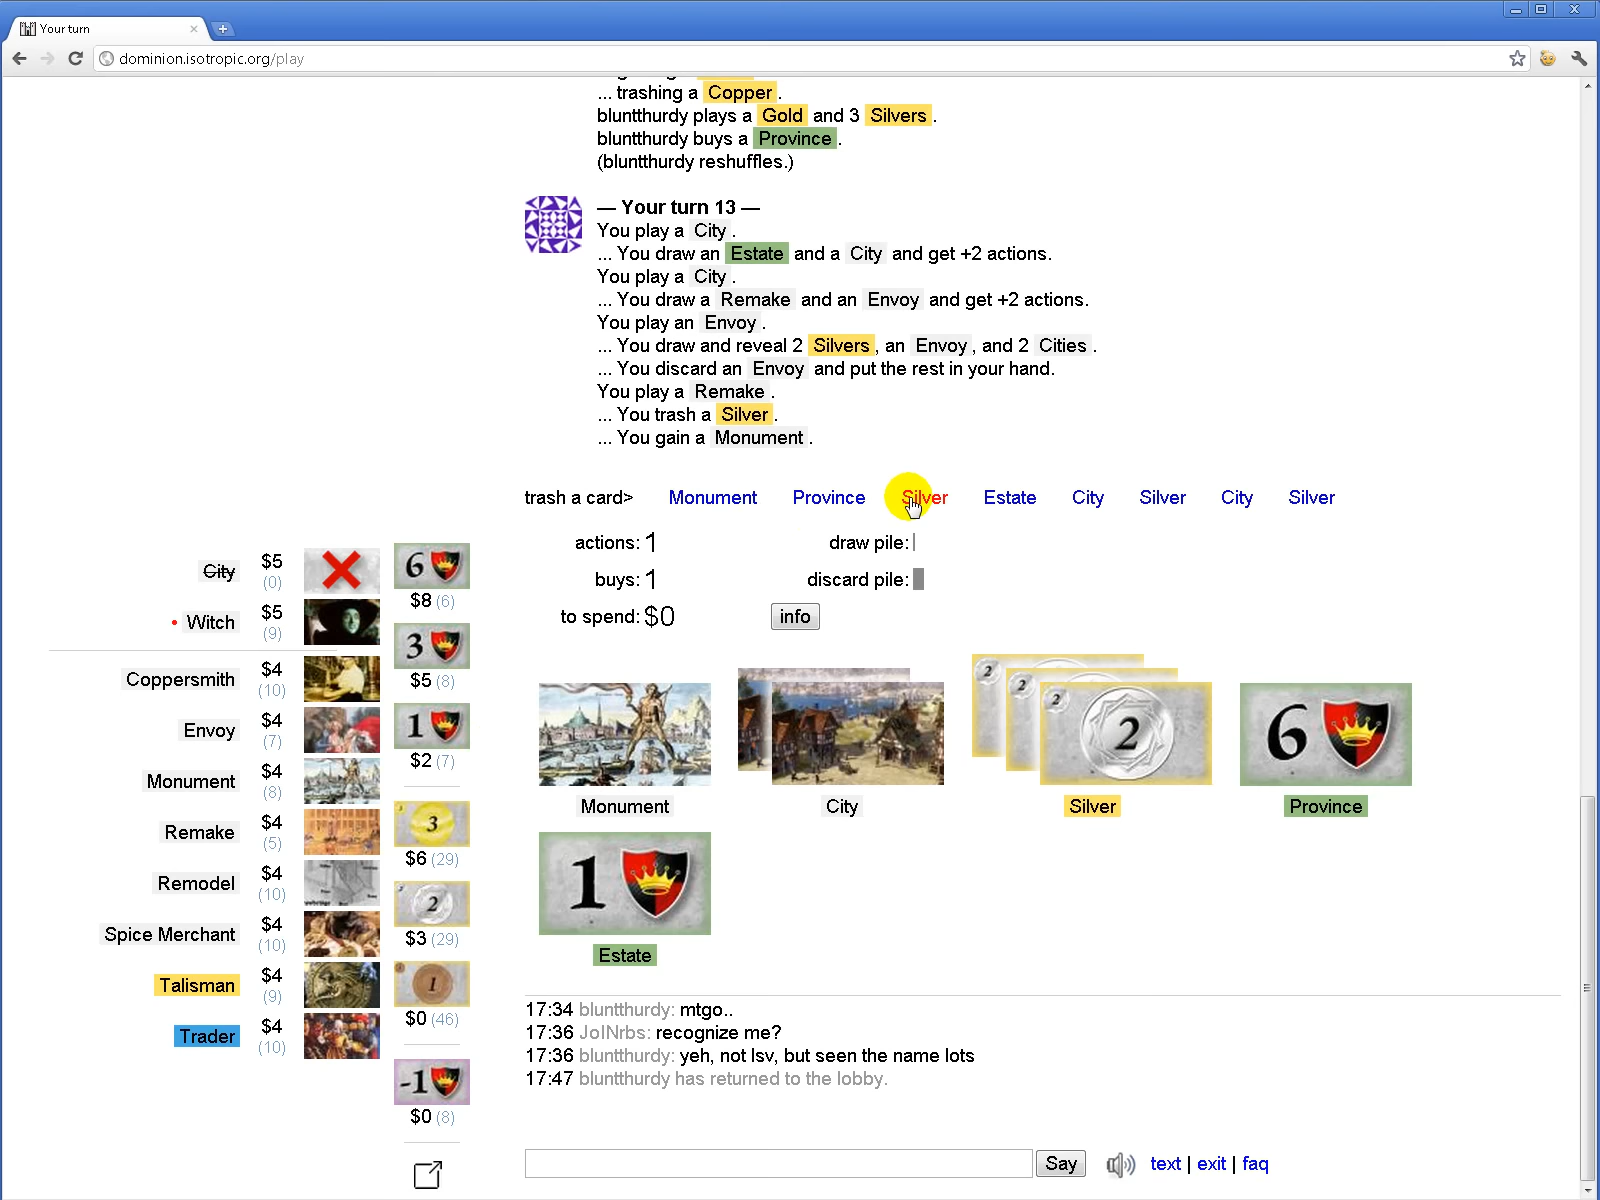 Your turn
dominion.isotropic.org/play
... trashing a Copper.
bluntthurdy plays a Gold and 3 Silvers.
bluntthurdy buys a Province.
(bluntthurdy reshuffles.)
— Your turn 13 —
You play a City.
... You draw an Estate and a City and get +2 actions.
You play a City.
... You draw a Remake and an Envoy and get +2 actions.
You play an Envoy.
... You draw and reveal 2 Silvers, an Envoy, and 2 Cities.
... You discard an Envoy and put the rest in your hand.
You play a Remake.
... You trash a Silver.
... You gain a Monument.
trash a card> Monument Province Silver Estate City Silver City Silver
actions: 1 draw pile:
buys: 1 discard pile:
to spend: $0 info
City $5 (0)
Witch $5 (9)
Coppersmith $4 (10)
Envoy $4 (7)
Monument $4 (8)
Remake $4 (5)
Remodel $4 (10)
Spice Merchant $4 (10)
Talisman $4 (9)
Trader $4 (10)
6
$8 (6)
3
$5 (8)
1
$2 (7)
3
$6 (29)
2
$3 (29)
1
$0 (46)
-1
$0 (8)
2 2 2 2 6
Monument City Silver Province
1
Estate
17:34 bluntthurdy: mtgo..
17:36 JolNrbs: recognize me?
17:36 bluntthurdy: yeh, not lsv, but seen the name lots
17:47 bluntthurdy has returned to the lobby.
Say text | exit | faq